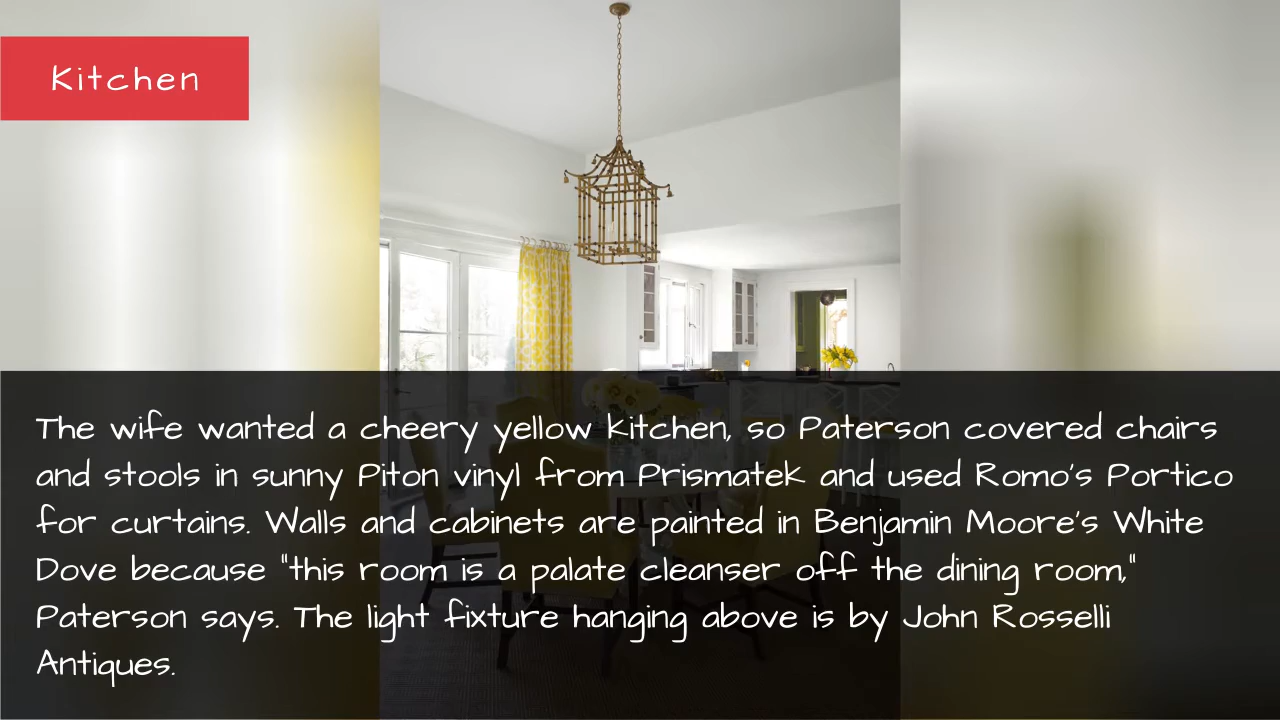 Kitchen
The wife wanted a cheery yellow kitchen, so Paterson covered chairs
and stools in sunny Piton vinyl from Prismatek and used Romo's Portico
for curtains. Walls and cabinets are painted in Benjamin Moore's White
Dove because "this room is a palate cleanser off the dining room,"
Paterson says. The light fixture hanging above is by John Rosselli
Antiques.